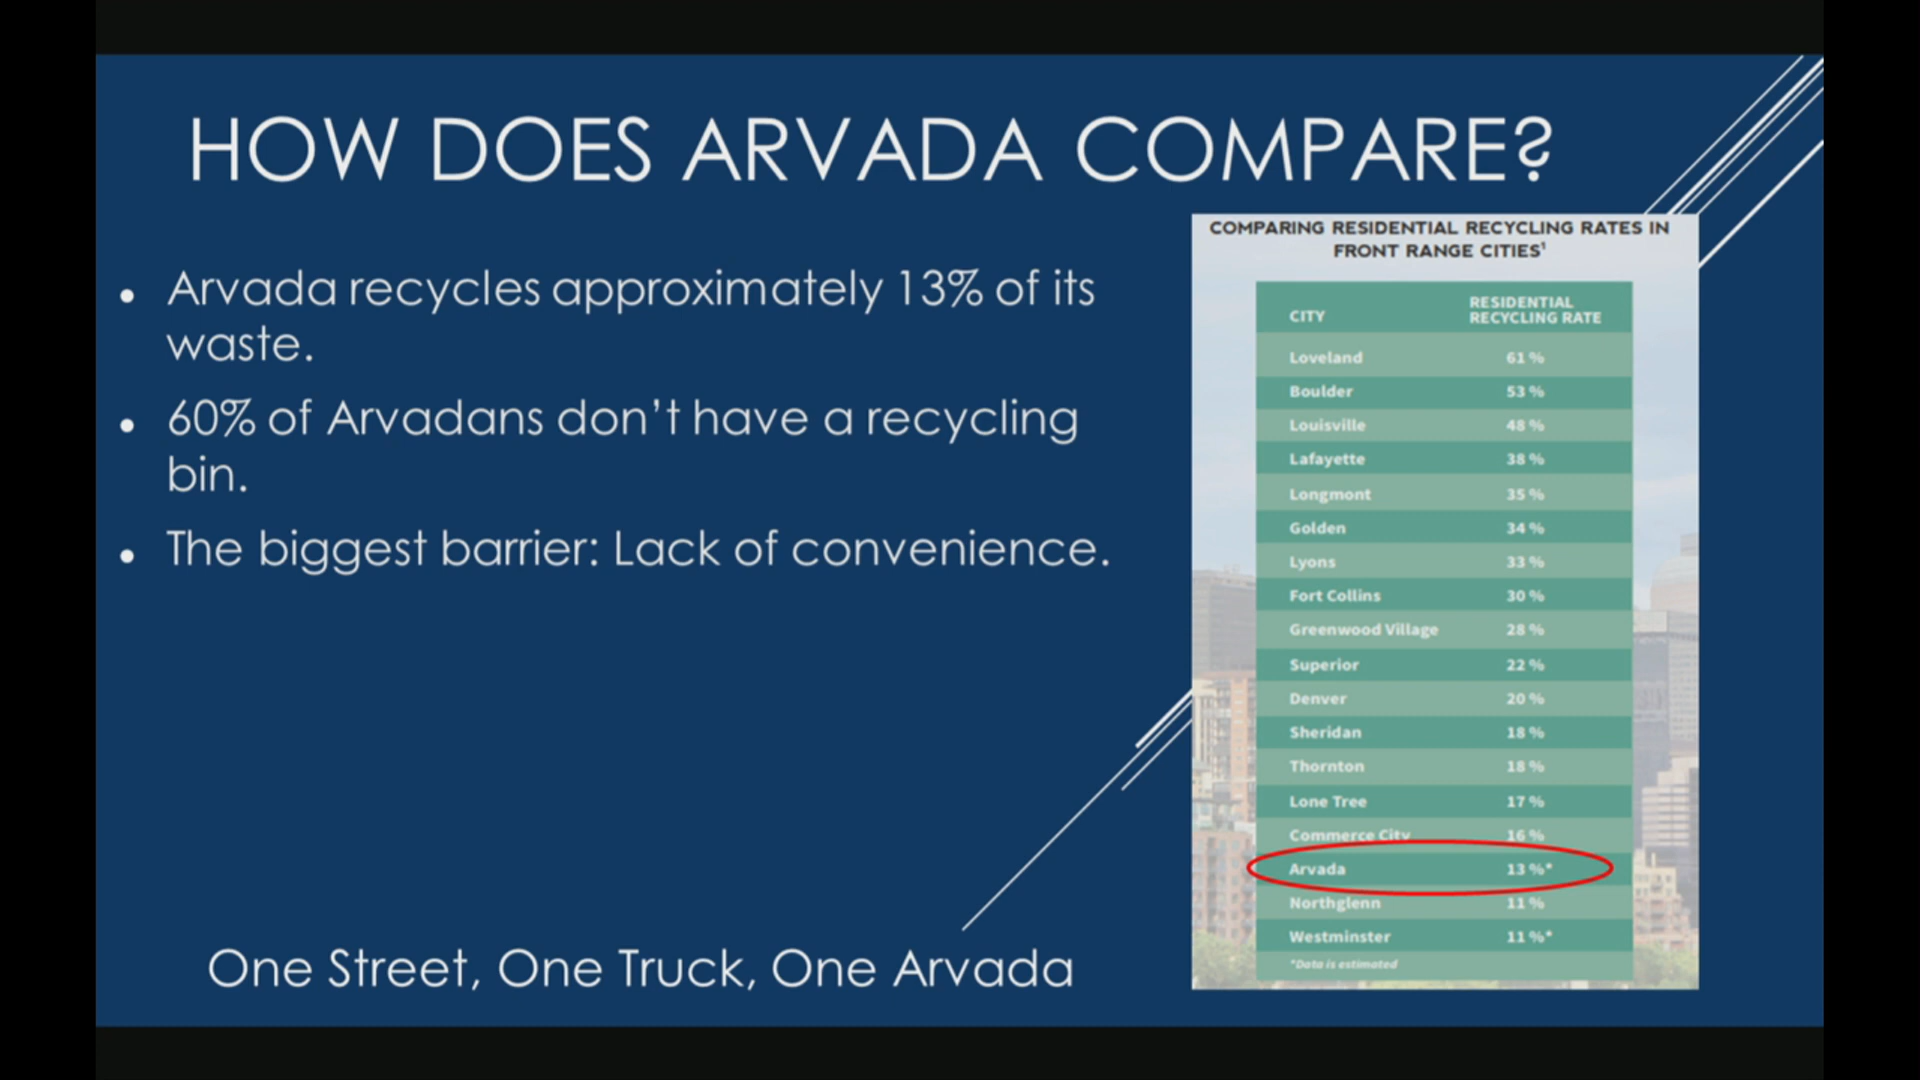 HOW DOES ARVADA COMPARE?
• Arvada recycles approximately 13% of its
waste.
• 60% of Arvadans don't have a recycling
bin.
• The biggest barrier: Lack of convenience.
One Street, One Truck, One Arvada
COMPARING RESIDENTIAL RECYCLING RATES IN
FRONT RANGE CITIES¹
CITY RESIDENTIAL
RECYCLING RATE
Loveland 61 %
Boulder 53 %
Louisville 48 %
Lafayette 38 %
Longmont 35 %
Golden 34 %
Lyons 33 %
Fort Collins 30 %
Greenwood Village 28 %
Superior 22 %
Denver 20 %
Sheridan 18 %
Thornton 18 %
Lone Tree 17 %
Commerce City 16 %
Arvada 13 %*
Northglenn 11 %
Westminster 11 %*
*Data is estimated